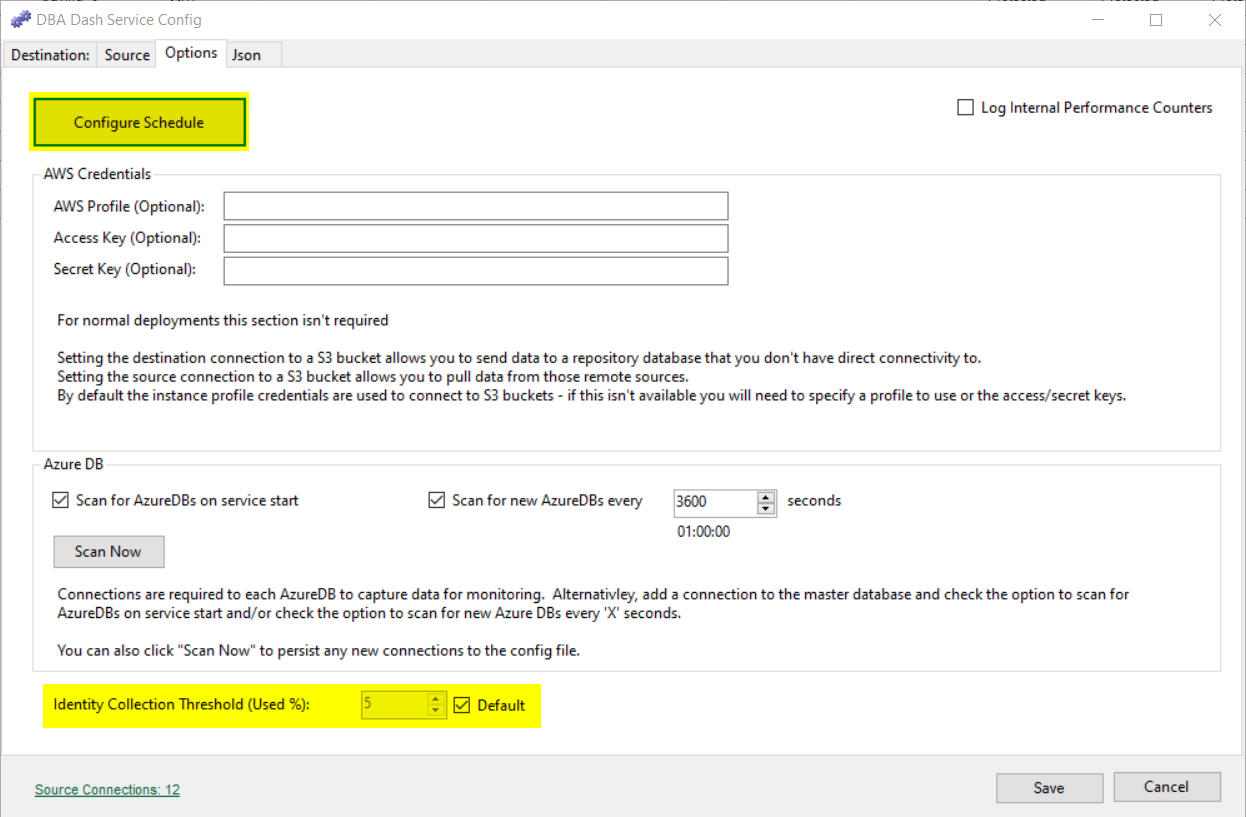 DBA Dash Service Config
Destination: Source Options Json
Configure Schedule
Log Internal Performance Counters
AWS Credentials
AWS Profile (Optional):
Access Key (Optional):
Secret Key (Optional):
For normal deployments this section isn't required
Setting the destination connection to a S3 bucket allows you to send data to a repository database that you don't have direct connectivity to.
Setting the source connection to a S3 bucket allows you to pull data from those remote sources.
By default the instance profile credentials are used to connect to S3 buckets - if this isn't available you will need to specify a profile to use or the access/secret keys.
Azure DB
Scan for AzureDBs on service start Scan for new AzureDBs every 3600 seconds
01:00:00
Scan Now
Connections are required to each AzureDB to capture data for monitoring. Alternativley, add a connection to the master database and check the option to scan for
AzureDBs on service start and/or check the option to scan for new Azure DBs every 'X' seconds.
You can also click "Scan Now" to persist any new connections to the config file.
Identity Collection Threshold (Used %): 5 Default
Source Connections: 12
Save Cancel